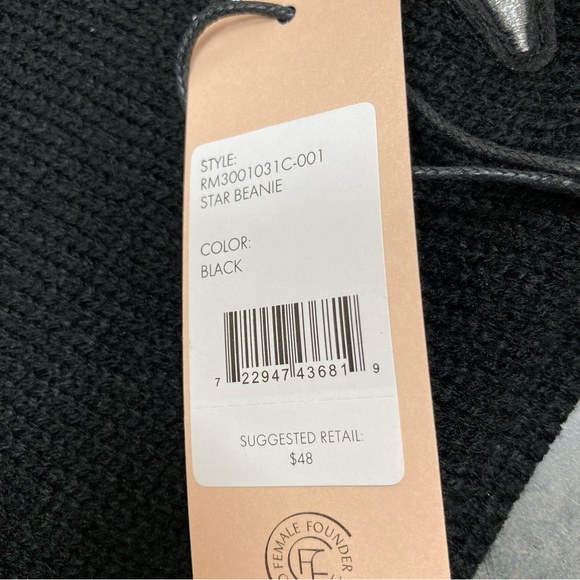 STYLE:
RM3001031C-001
STAR BEANIE
COLOR:
BLACK
7 22947 43681 9
SUGGESTED RETAIL:
$48
FEMALE FOUNDER